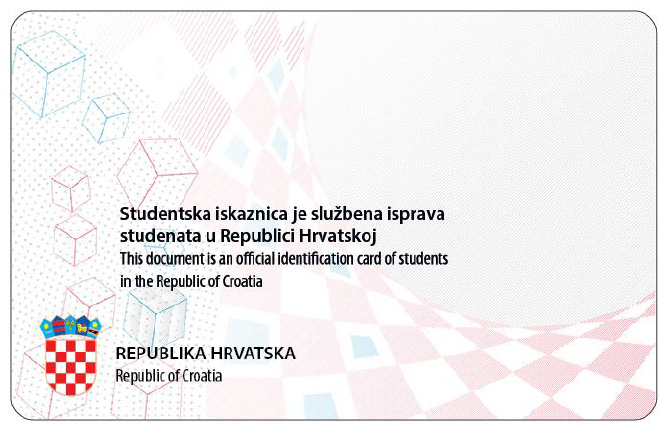 Studentska iskaznica je službena isprava
studenata u Republici Hrvatskoj
This document is an official identification card of students
in the Republic of Croatia
REPUBLIKA HRVATSKA
Republic of Croatia